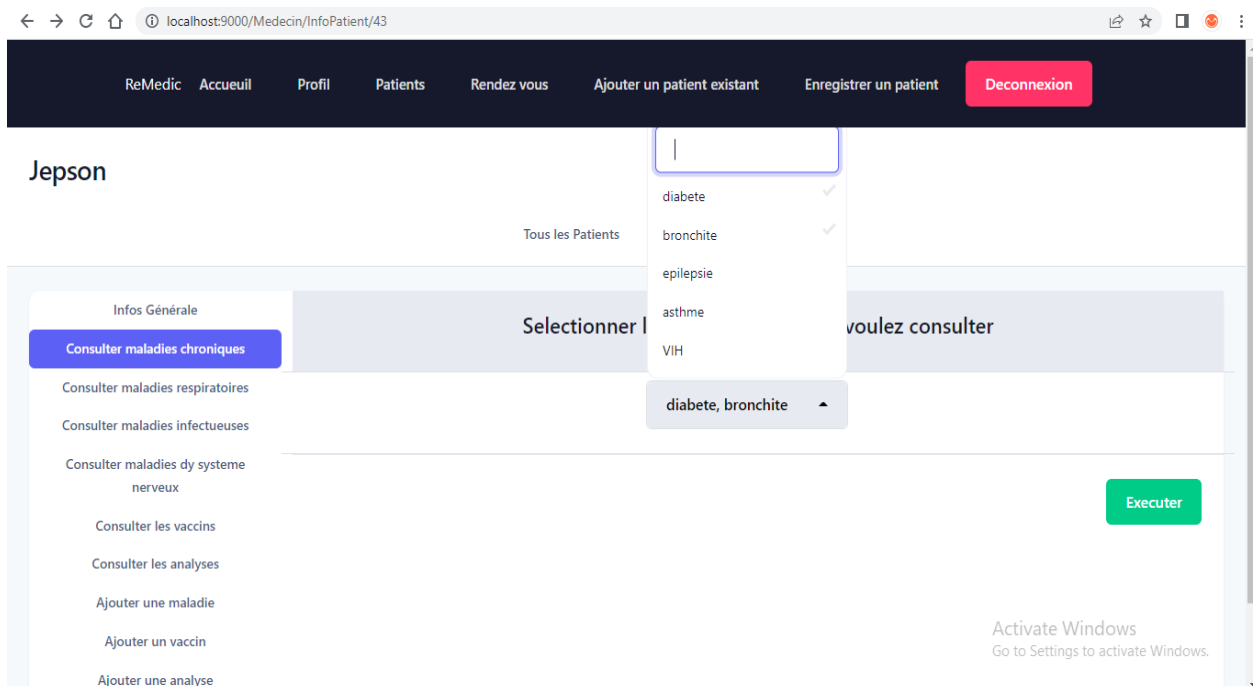 localhost:9000/Medecin/InfoPatient/43
ReMedic Accueuil Profil Patients Rendez vous Ajouter un patient existant Enregistrer un patient Deconnexion
Jepson
Tous les Patients
diabete
bronchite
epilepsie
asthme
VIH
diabete, bronchite
Selectionner l voulez consulter
Infos Générale
Consulter maladies chroniques
Consulter maladies respiratoires
Consulter maladies infectueuses
Consulter maladies dy systeme
nerveux
Consulter les vaccins
Consulter les analyses
Ajouter une maladie
Ajouter un vaccin
Ajouter une analyse
Executer
Activate Windows
Go to Settings to activate Windows.